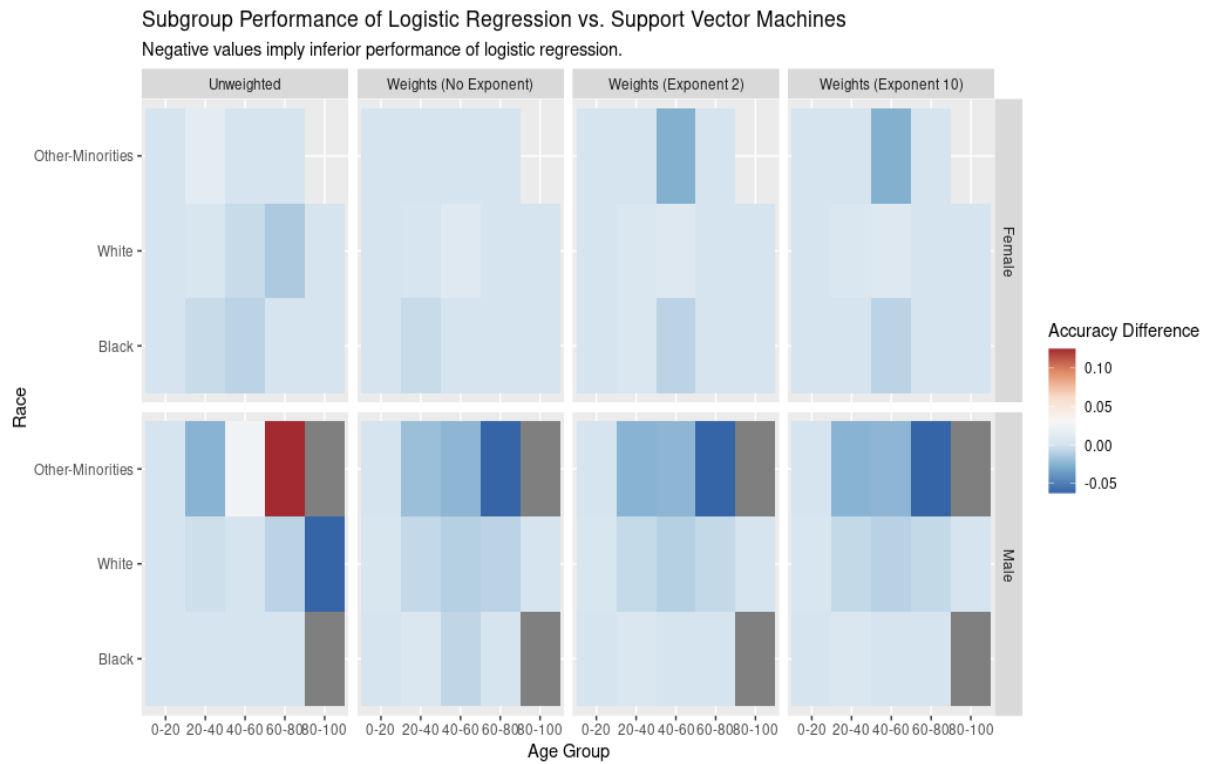 Subgroup Performance of Logistic Regression vs. Support Vector Machines
Negative values imply inferior performance of logistic regression.
Unweighted
Weights (No Exponent)
Weights (Exponent 2)
Weights (Exponent 10)
Other-Minorities
White
Black
Female
Race
Other-Minorities
White
Black
Male
0-20 20-40 40-60 60-80 80-100
0-20 20-40 40-60 60-80 80-100
0-20 20-40 40-60 60-80 80-100
0-20 20-40 40-60 60-80 80-100
Age Group
Accuracy Difference
0.10
0.05
0.00
-0.05